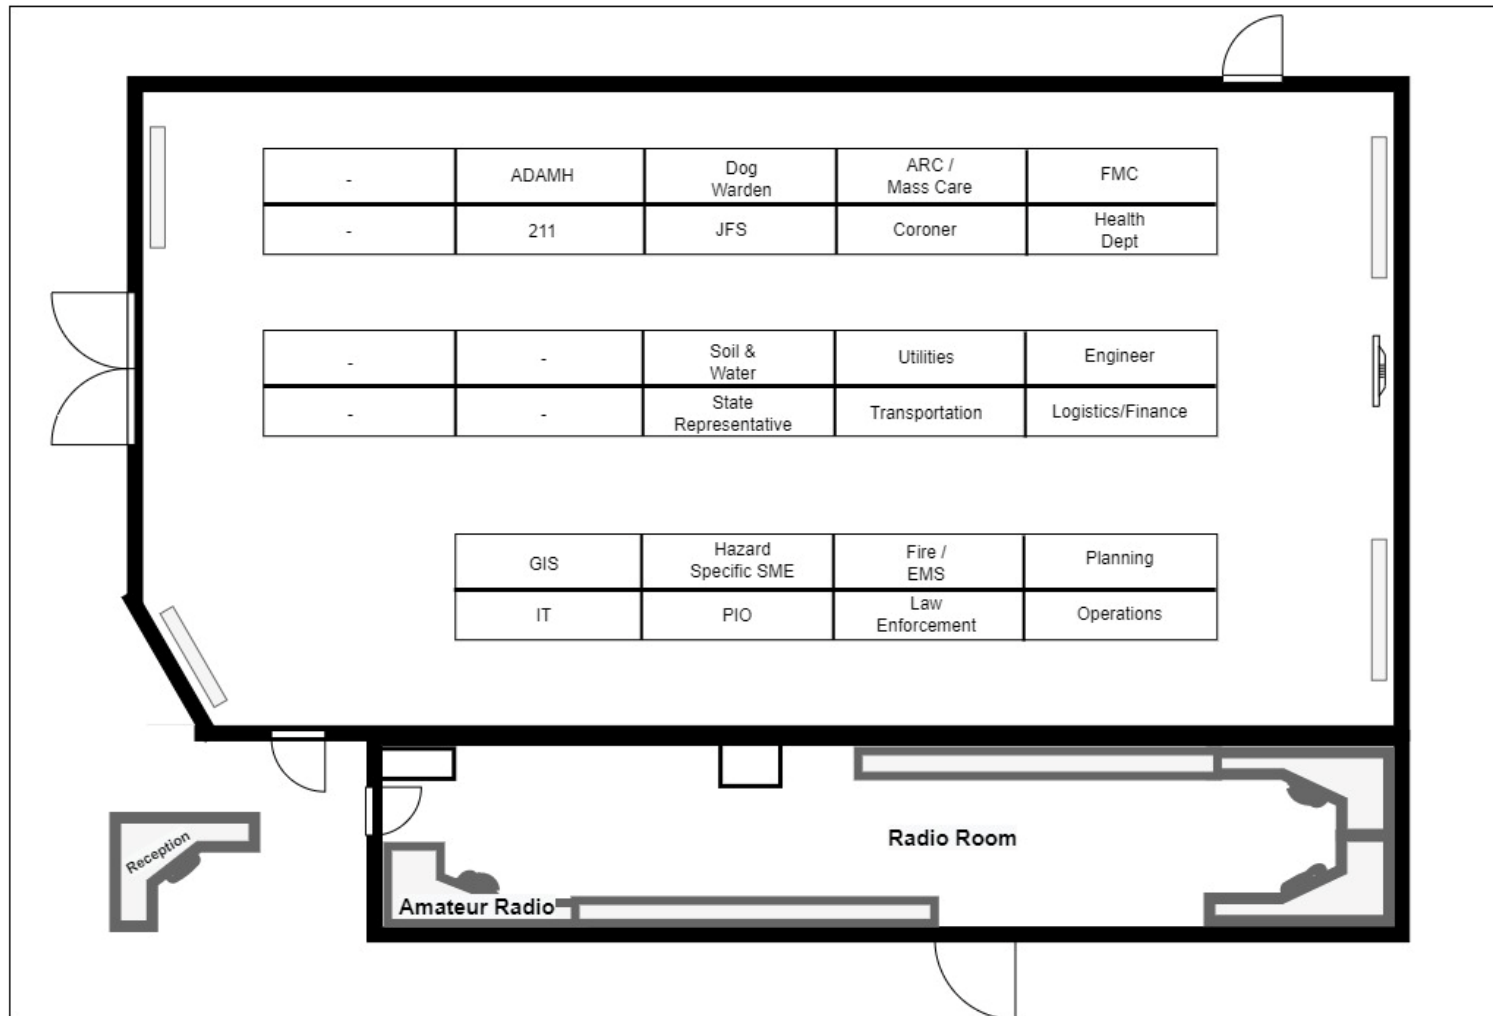 -
ADAMH
Dog
Warden
ARC /
Mass Care
FMC
-
211
JFS
Coroner
Health
Dept
-
-
Soil &
Water
Utilities
Engineer
-
-
State
Representative
Transportation
Logistics/Finance
GIS
Hazard
Specific SME
Fire /
EMS
Planning
IT
PIO
Law
Enforcement
Operations
Reception
Radio Room
Amateur Radio